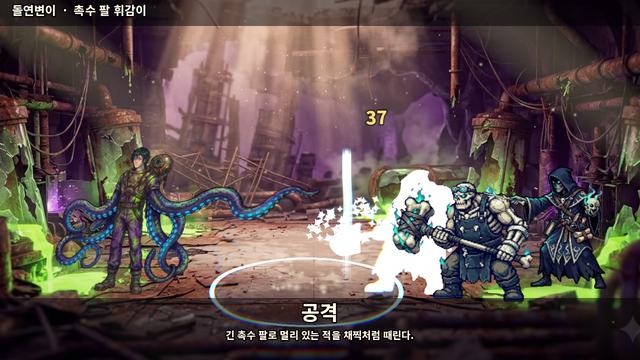 돌연변이 · 촉수 팔 휘감이
37
공격
긴 촉수 팔로 멀리 있는 적을 채찍처럼 때린다.